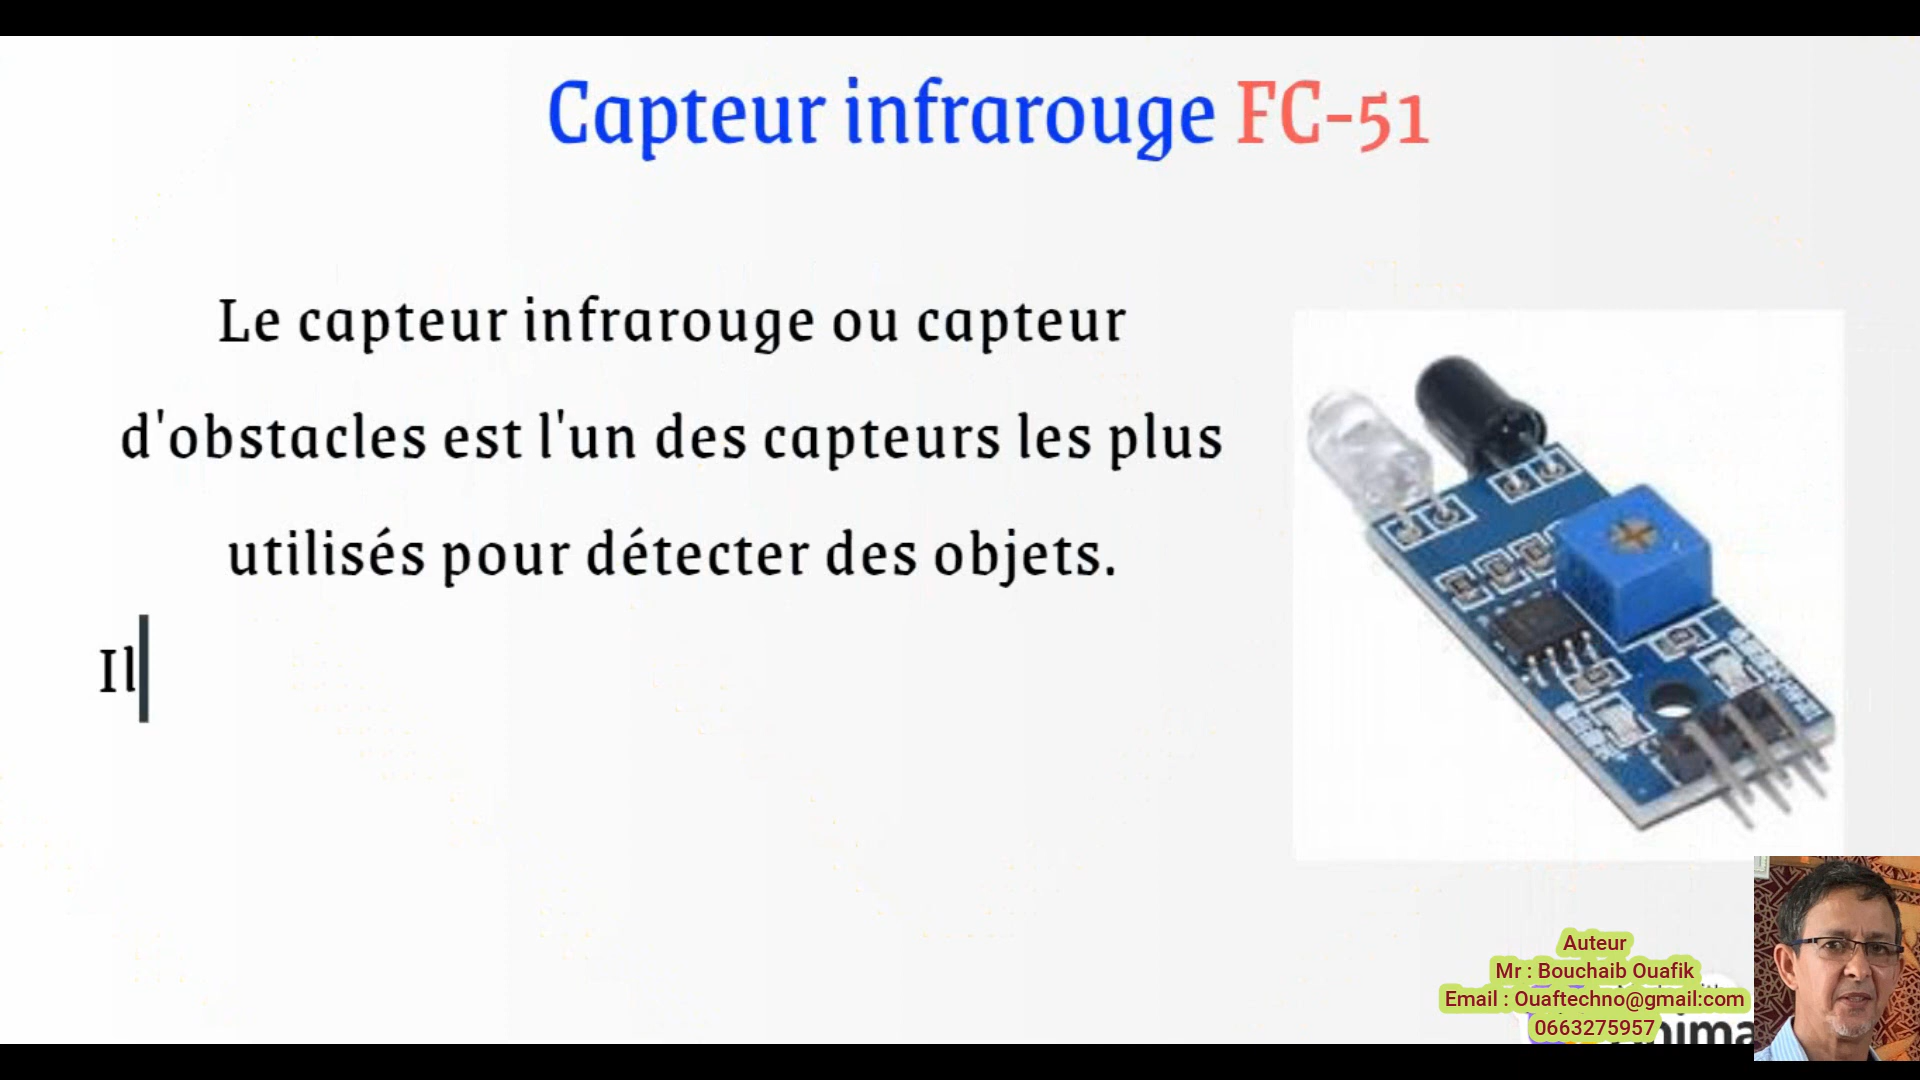 Capteur infrarouge FC-51
Le capteur infrarouge ou capteur
d'obstacles est l'un des capteurs les plus
utilisés pour détecter des objets.
Il
Auteur
Mr : Bouchaib Ouafik
Email : Ouaftechno@gmail.com
0663275957